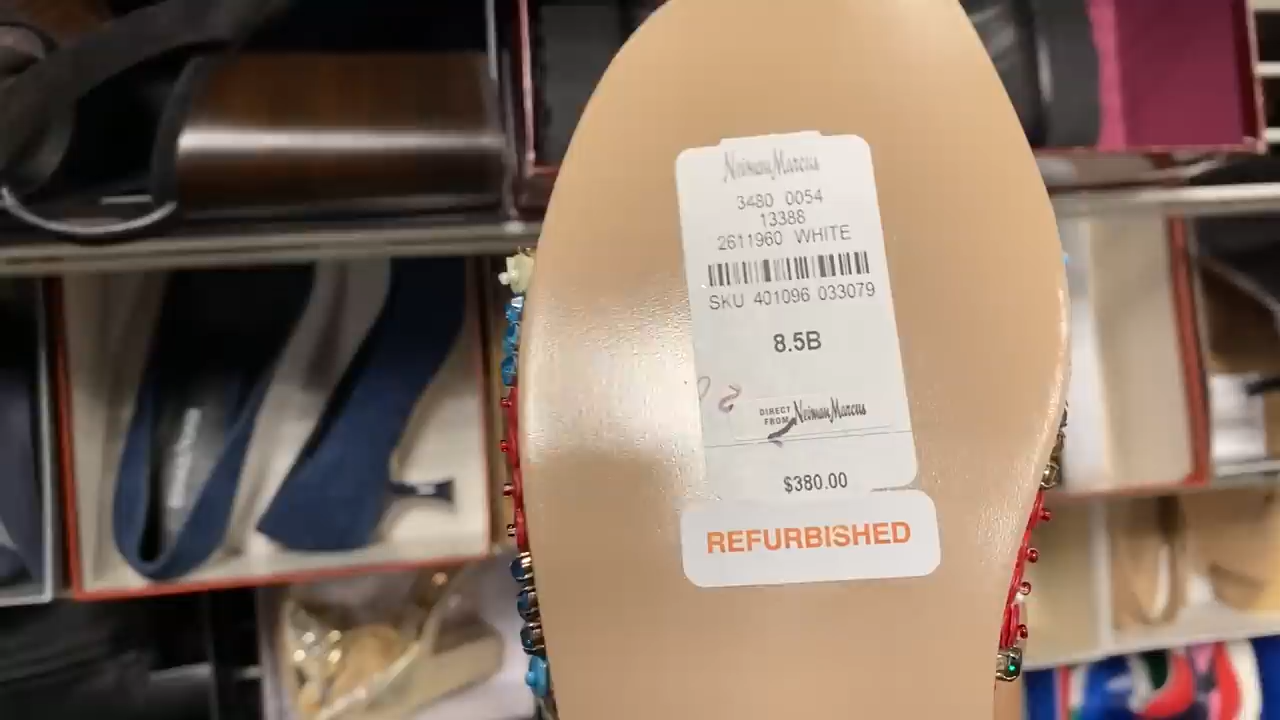 Neiman Marcus
3480 0054
13388
2611960 WHITE
SKU 401096 033079
8.5B
DIRECT FROM Neiman Marcus
$380.00
REFURBISHED